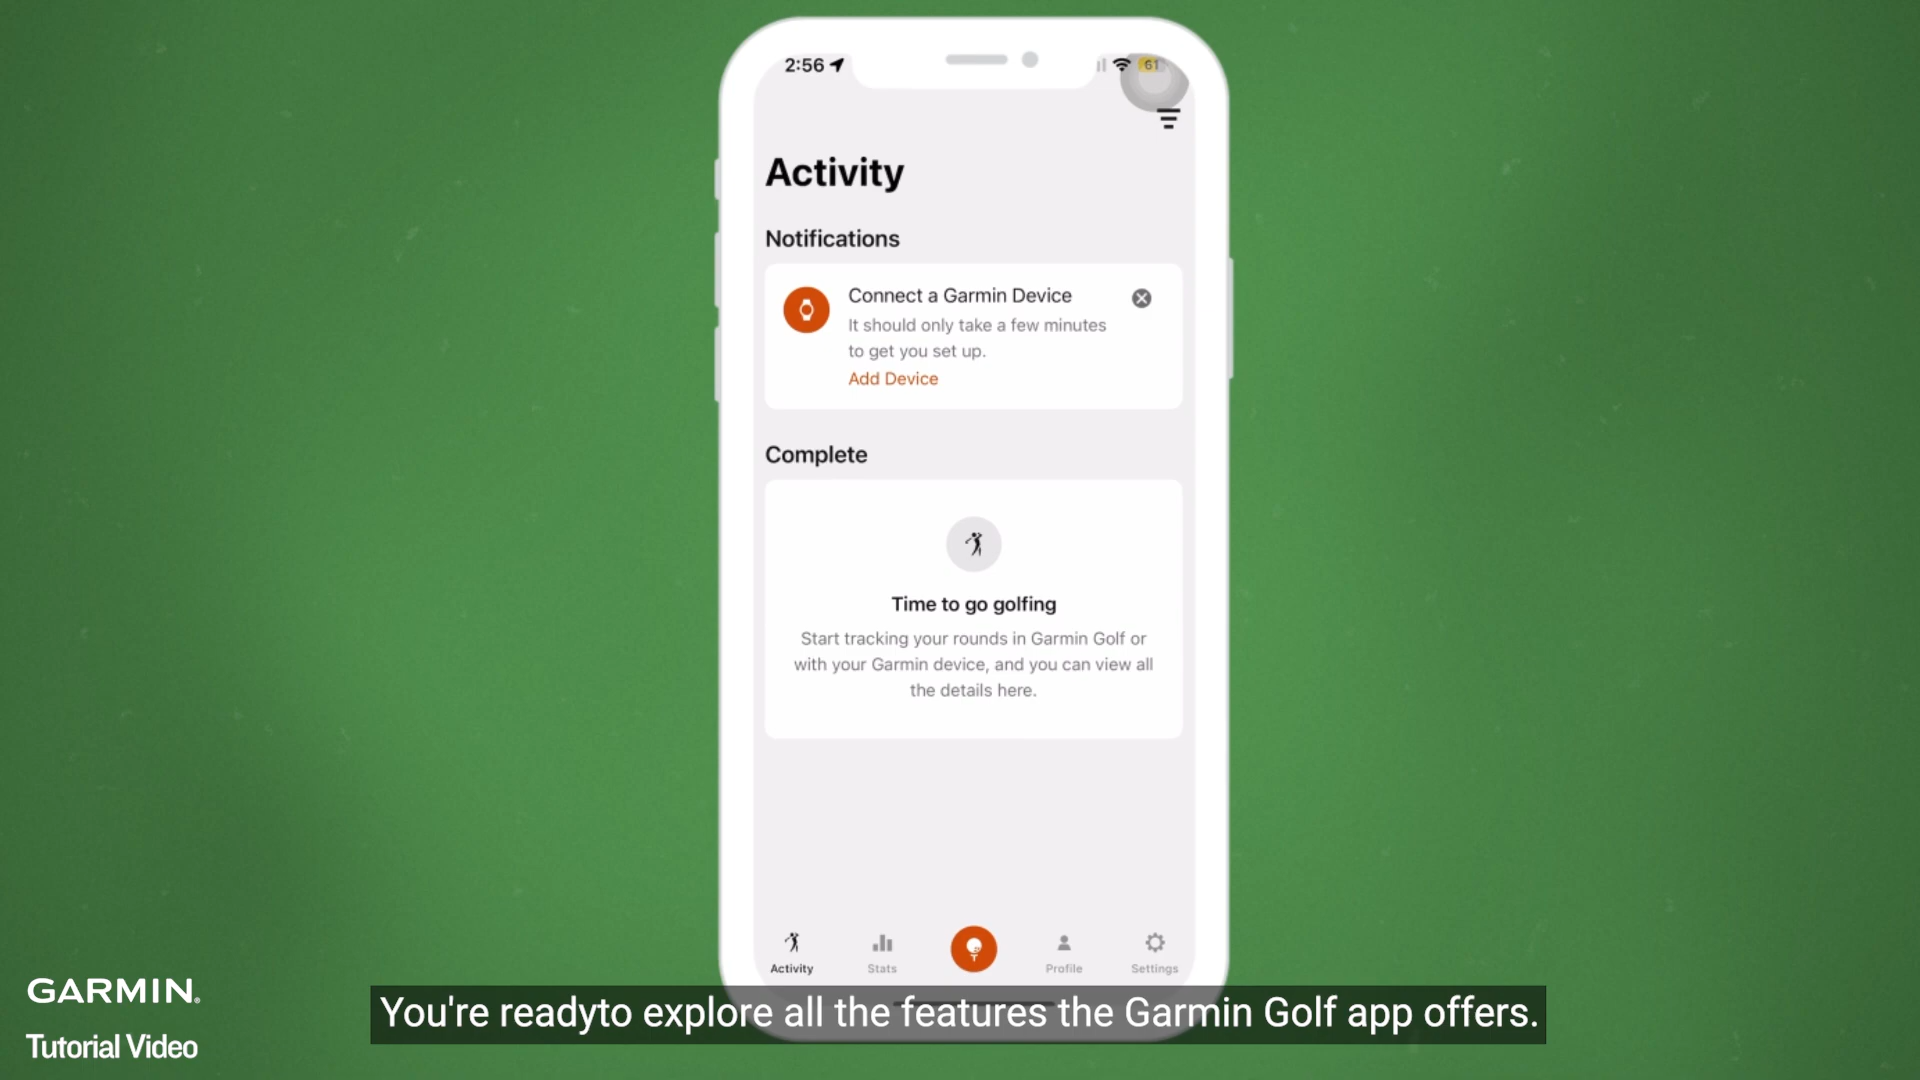 2:56
61
Activity
Notifications
Connect a Garmin Device
It should only take a few minutes
to get you set up.
Add Device
Complete
Time to go golfing
Start tracking your rounds in Garmin Golf or
with your Garmin device, and you can view all
the details here.
Activity
Stats
Profile
Settings
GARMIN®
Tutorial Video
You're readyto explore all the features the Garmin Golf app offers.